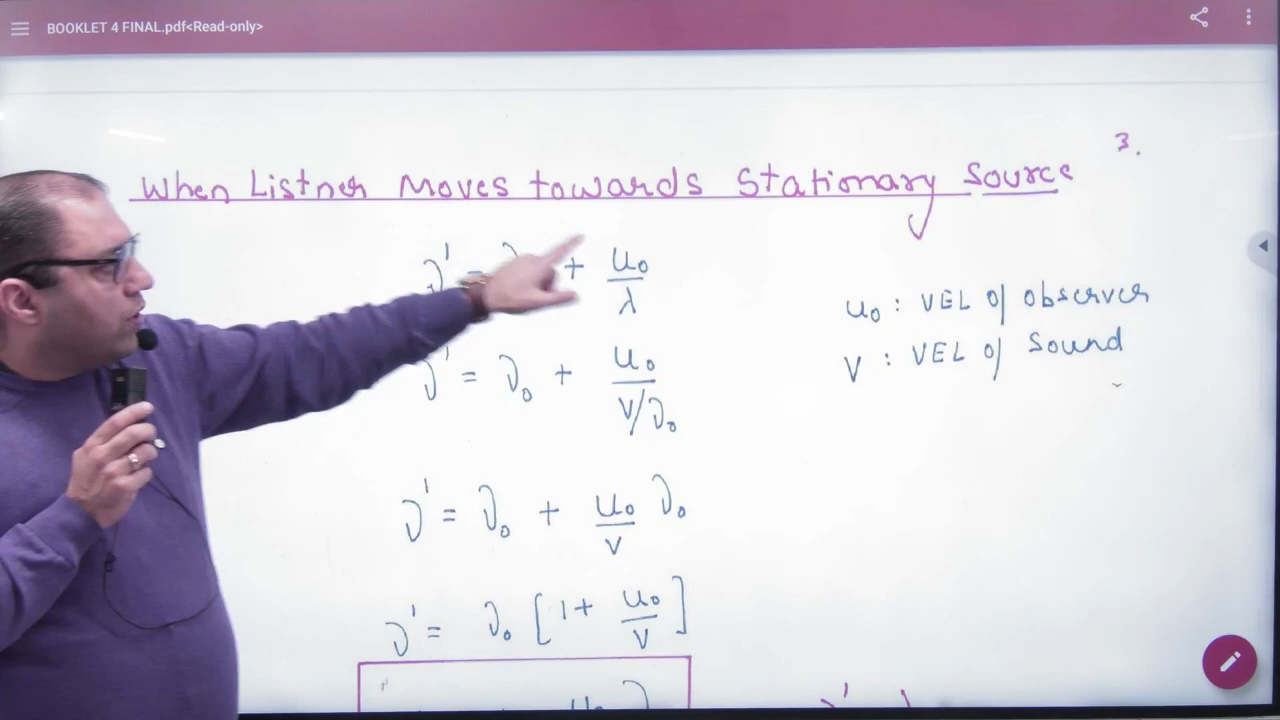 BOOKLET 4 FINAL.pdf<Read-only>
3.
When Listner Moves towards Stationary Source
ν' = ν + u₀/λ
u₀ : VEL of observer
ν' = ν₀ + u₀/(V/ν₀)
V : VEL of Sound
ν' = ν₀ + u₀/V ν₀
ν' = ν₀ [1 + u₀/V]